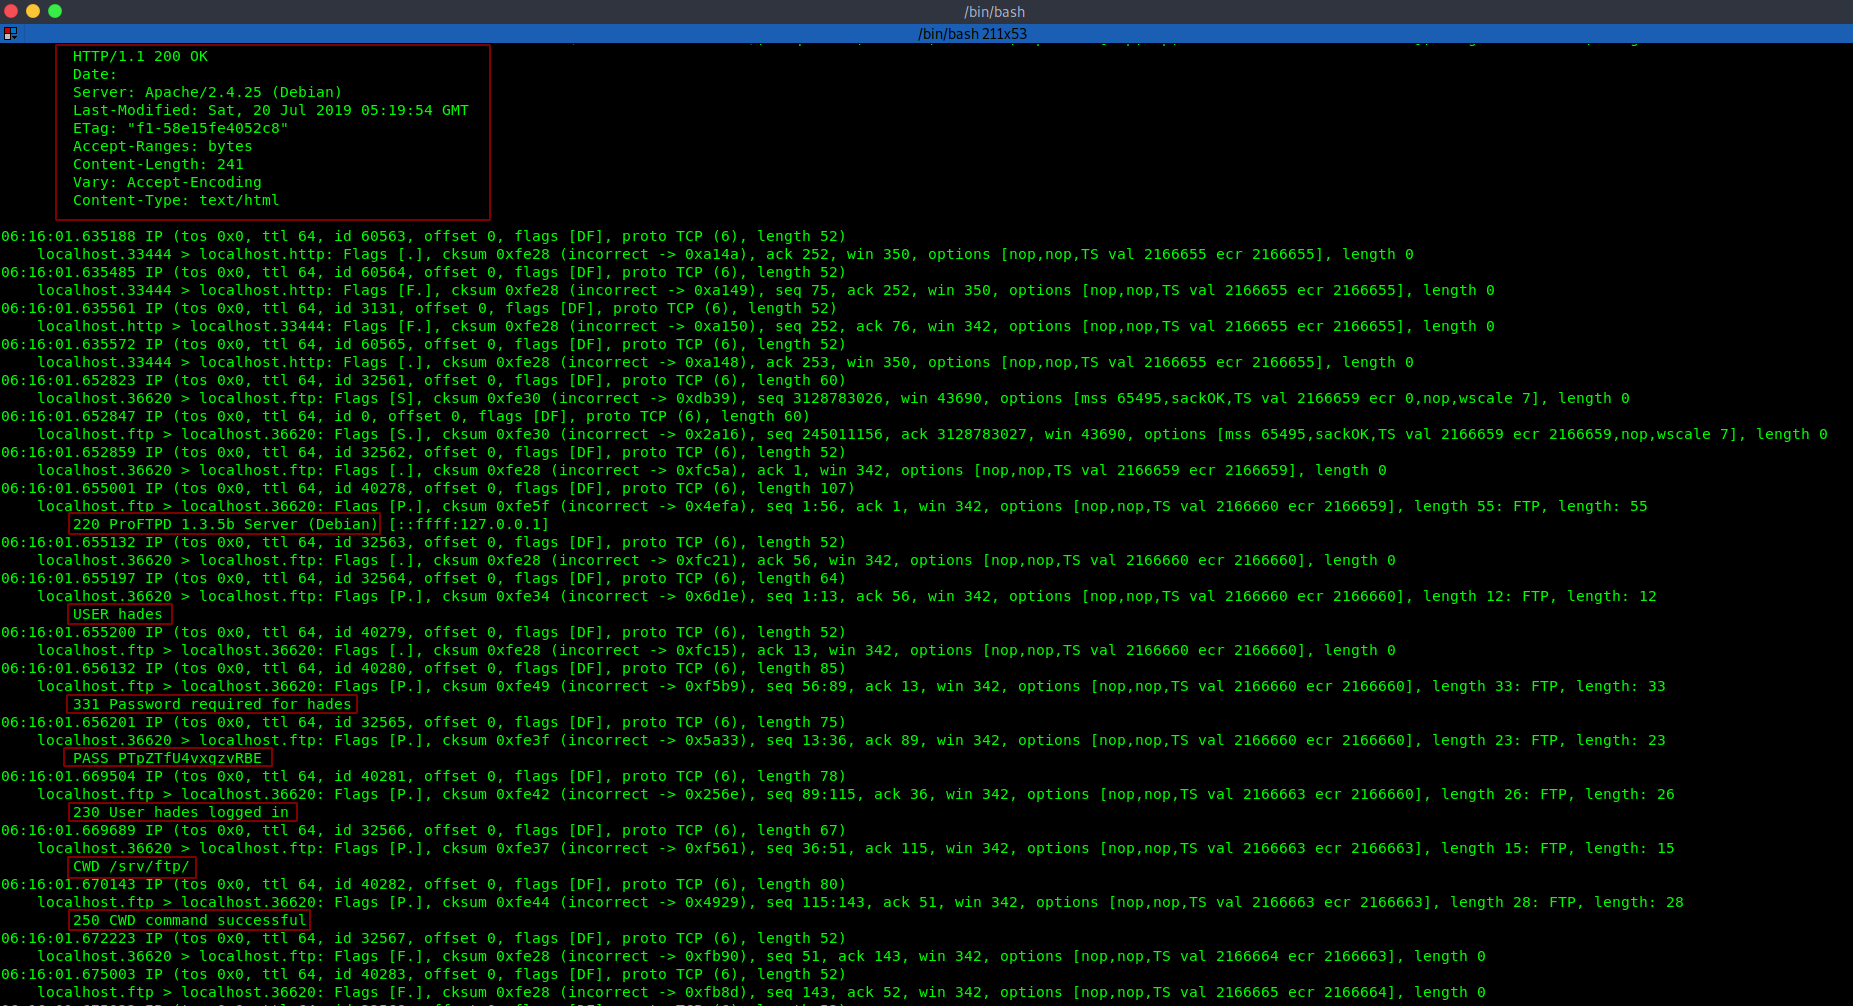 /bin/bash
/bin/bash 211x53
HTTP/1.1 200 OK
Date:
Server: Apache/2.4.25 (Debian)
Last-Modified: Sat, 20 Jul 2019 05:19:54 GMT
ETag: "f1-58e15fe4052c8"
Accept-Ranges: bytes
Content-Length: 241
Vary: Accept-Encoding
Content-Type: text/html
06:16:01.635188 IP (tos 0x0, ttl 64, id 60563, offset 0, flags [DF], proto TCP (6), length 52)
localhost.33444 > localhost.http: Flags [.], cksum 0xfe28 (incorrect -> 0xa14a), ack 252, win 350, options [nop,nop,TS val 2166655 ecr 2166655], length 0
06:16:01.635485 IP (tos 0x0, ttl 64, id 60564, offset 0, flags [DF], proto TCP (6), length 52)
localhost.33444 > localhost.http: Flags [F.], cksum 0xfe28 (incorrect -> 0xa149), seq 75, ack 252, win 350, options [nop,nop,TS val 2166655 ecr 2166655], length 0
06:16:01.635561 IP (tos 0x0, ttl 64, id 3131, offset 0, flags [DF], proto TCP (6), length 52)
localhost.http > localhost.33444: Flags [F.], cksum 0xfe28 (incorrect -> 0xa150), seq 252, ack 76, win 342, options [nop,nop,TS val 2166655 ecr 2166655], length 0
06:16:01.635572 IP (tos 0x0, ttl 64, id 60565, offset 0, flags [DF], proto TCP (6), length 52)
localhost.33444 > localhost.http: Flags [.], cksum 0xfe28 (incorrect -> 0xa148), ack 253, win 350, options [nop,nop,TS val 2166655 ecr 2166655], length 0
06:16:01.652823 IP (tos 0x0, ttl 64, id 32561, offset 0, flags [DF], proto TCP (6), length 60)
localhost.36620 > localhost.ftp: Flags [S], cksum 0xfe30 (incorrect -> 0xdb39), seq 3128783026, win 43690, options [mss 65495,sackOK,TS val 2166659 ecr 0,nop,wscale 7], length 0
06:16:01.652847 IP (tos 0x0, ttl 64, id 0, offset 0, flags [DF], proto TCP (6), length 60)
localhost.ftp > localhost.36620: Flags [S.], cksum 0xfe30 (incorrect -> 0x2a16), seq 245011156, ack 3128783027, win 43690, options [mss 65495,sackOK,TS val 2166659 ecr 2166659,nop,wscale 7], length 0
06:16:01.652859 IP (tos 0x0, ttl 64, id 32562, offset 0, flags [DF], proto TCP (6), length 52)
localhost.36620 > localhost.ftp: Flags [.], cksum 0xfe28 (incorrect -> 0xfc5a), ack 1, win 342, options [nop,nop,TS val 2166659 ecr 2166659], length 0
06:16:01.655001 IP (tos 0x0, ttl 64, id 40278, offset 0, flags [DF], proto TCP (6), length 107)
localhost.ftp > localhost.36620: Flags [P.], cksum 0xfe5f (incorrect -> 0x4efa), seq 1:56, ack 1, win 342, options [nop,nop,TS val 2166660 ecr 2166659], length 55: FTP, length: 55
220 ProFTPD 1.3.5b Server (Debian) [::ffff:127.0.0.1]
06:16:01.655132 IP (tos 0x0, ttl 64, id 32563, offset 0, flags [DF], proto TCP (6), length 52)
localhost.36620 > localhost.ftp: Flags [.], cksum 0xfe28 (incorrect -> 0xfc21), ack 56, win 342, options [nop,nop,TS val 2166660 ecr 2166660], length 0
06:16:01.655197 IP (tos 0x0, ttl 64, id 32564, offset 0, flags [DF], proto TCP (6), length 64)
localhost.36620 > localhost.ftp: Flags [P.], cksum 0xfe34 (incorrect -> 0x6d1e), seq 1:13, ack 56, win 342, options [nop,nop,TS val 2166660 ecr 2166660], length 12: FTP, length: 12
USER hades
06:16:01.655200 IP (tos 0x0, ttl 64, id 40279, offset 0, flags [DF], proto TCP (6), length 52)
localhost.ftp > localhost.36620: Flags [.], cksum 0xfe28 (incorrect -> 0xfc15), ack 13, win 342, options [nop,nop,TS val 2166660 ecr 2166660], length 0
06:16:01.656132 IP (tos 0x0, ttl 64, id 40280, offset 0, flags [DF], proto TCP (6), length 85)
localhost.ftp > localhost.36620: Flags [P.], cksum 0xfe49 (incorrect -> 0xf5b9), seq 56:89, ack 13, win 342, options [nop,nop,TS val 2166660 ecr 2166660], length 33: FTP, length: 33
331 Password required for hades
06:16:01.656201 IP (tos 0x0, ttl 64, id 32565, offset 0, flags [DF], proto TCP (6), length 75)
localhost.36620 > localhost.ftp: Flags [P.], cksum 0xfe3f (incorrect -> 0x5a33), seq 13:36, ack 89, win 342, options [nop,nop,TS val 2166660 ecr 2166660], length 23: FTP, length: 23
PASS PTpZTfU4vxgzvRBE
06:16:01.669504 IP (tos 0x0, ttl 64, id 40281, offset 0, flags [DF], proto TCP (6), length 78)
localhost.ftp > localhost.36620: Flags [P.], cksum 0xfe42 (incorrect -> 0x256e), seq 89:115, ack 36, win 342, options [nop,nop,TS val 2166663 ecr 2166660], length 26: FTP, length: 26
230 User hades logged in
06:16:01.669689 IP (tos 0x0, ttl 64, id 32566, offset 0, flags [DF], proto TCP (6), length 67)
localhost.36620 > localhost.ftp: Flags [P.], cksum 0xfe37 (incorrect -> 0xf561), seq 36:51, ack 115, win 342, options [nop,nop,TS val 2166663 ecr 2166663], length 15: FTP, length: 15
CWD /srv/ftp/
06:16:01.670143 IP (tos 0x0, ttl 64, id 40282, offset 0, flags [DF], proto TCP (6), length 80)
localhost.ftp > localhost.36620: Flags [P.], cksum 0xfe44 (incorrect -> 0x4929), seq 115:143, ack 51, win 342, options [nop,nop,TS val 2166663 ecr 2166663], length 28: FTP, length: 28
250 CWD command successful
06:16:01.672223 IP (tos 0x0, ttl 64, id 32567, offset 0, flags [DF], proto TCP (6), length 52)
localhost.36620 > localhost.ftp: Flags [F.], cksum 0xfe28 (incorrect -> 0xfb90), seq 51, ack 143, win 342, options [nop,nop,TS val 2166664 ecr 2166663], length 0
06:16:01.675003 IP (tos 0x0, ttl 64, id 40283, offset 0, flags [DF], proto TCP (6), length 52)
localhost.ftp > localhost.36620: Flags [F.], cksum 0xfe28 (incorrect -> 0xfb8d), seq 143, ack 52, win 342, options [nop,nop,TS val 2166665 ecr 2166664], length 0